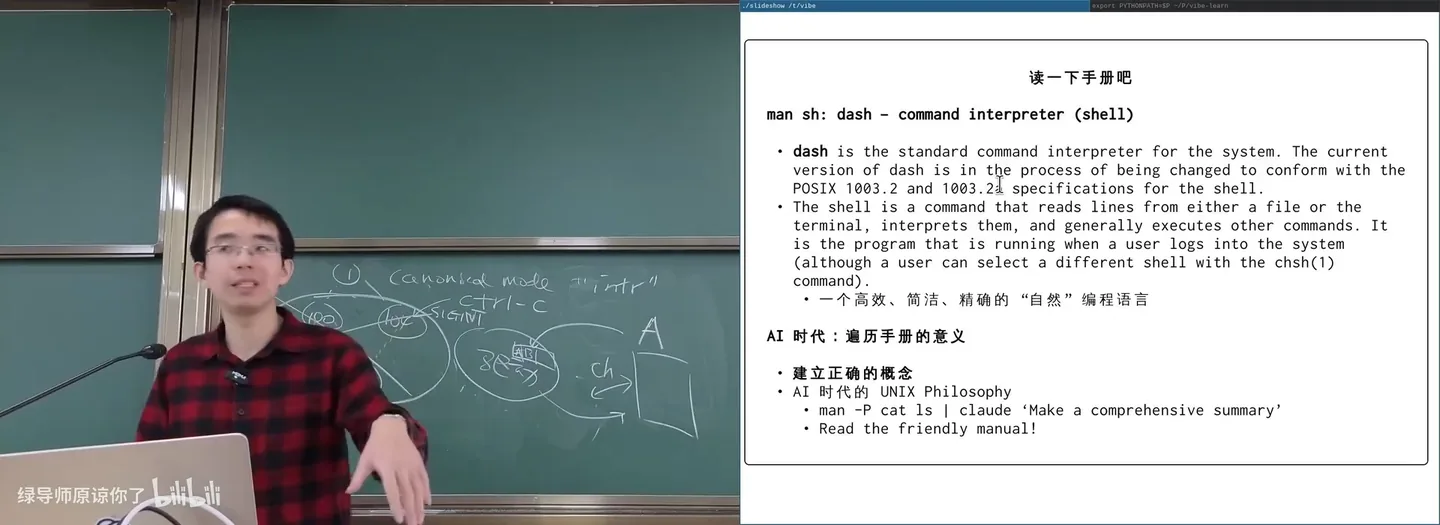 ./slideshow /t/vibe
export PYTHONPATH=$P ~/P/vibe-learn
读一下手册吧
man sh: dash – command interpreter (shell)
• dash is the standard command interpreter for the system. The current
version of dash is in the process of being changed to conform with the
POSIX 1003.2 and 1003.2a specifications for the shell.
• The shell is a command that reads lines from either a file or the
terminal, interprets them, and generally executes other commands. It
is the program that is running when a user logs into the system
(although a user can select a different shell with the chsh(1)
command).
• 一个高效、简洁、精确的“自然”编程语言
AI 时代：遍历手册的意义
• 建立正确的概念
• AI 时代的 UNIX Philosophy
• man -P cat ls | claude ‘Make a comprehensive summary’
• Read the friendly manual!
① canonical mode "intr"
ctrl-C
SIGINT
100
A
ch
绿导师原谅你了 bilibili